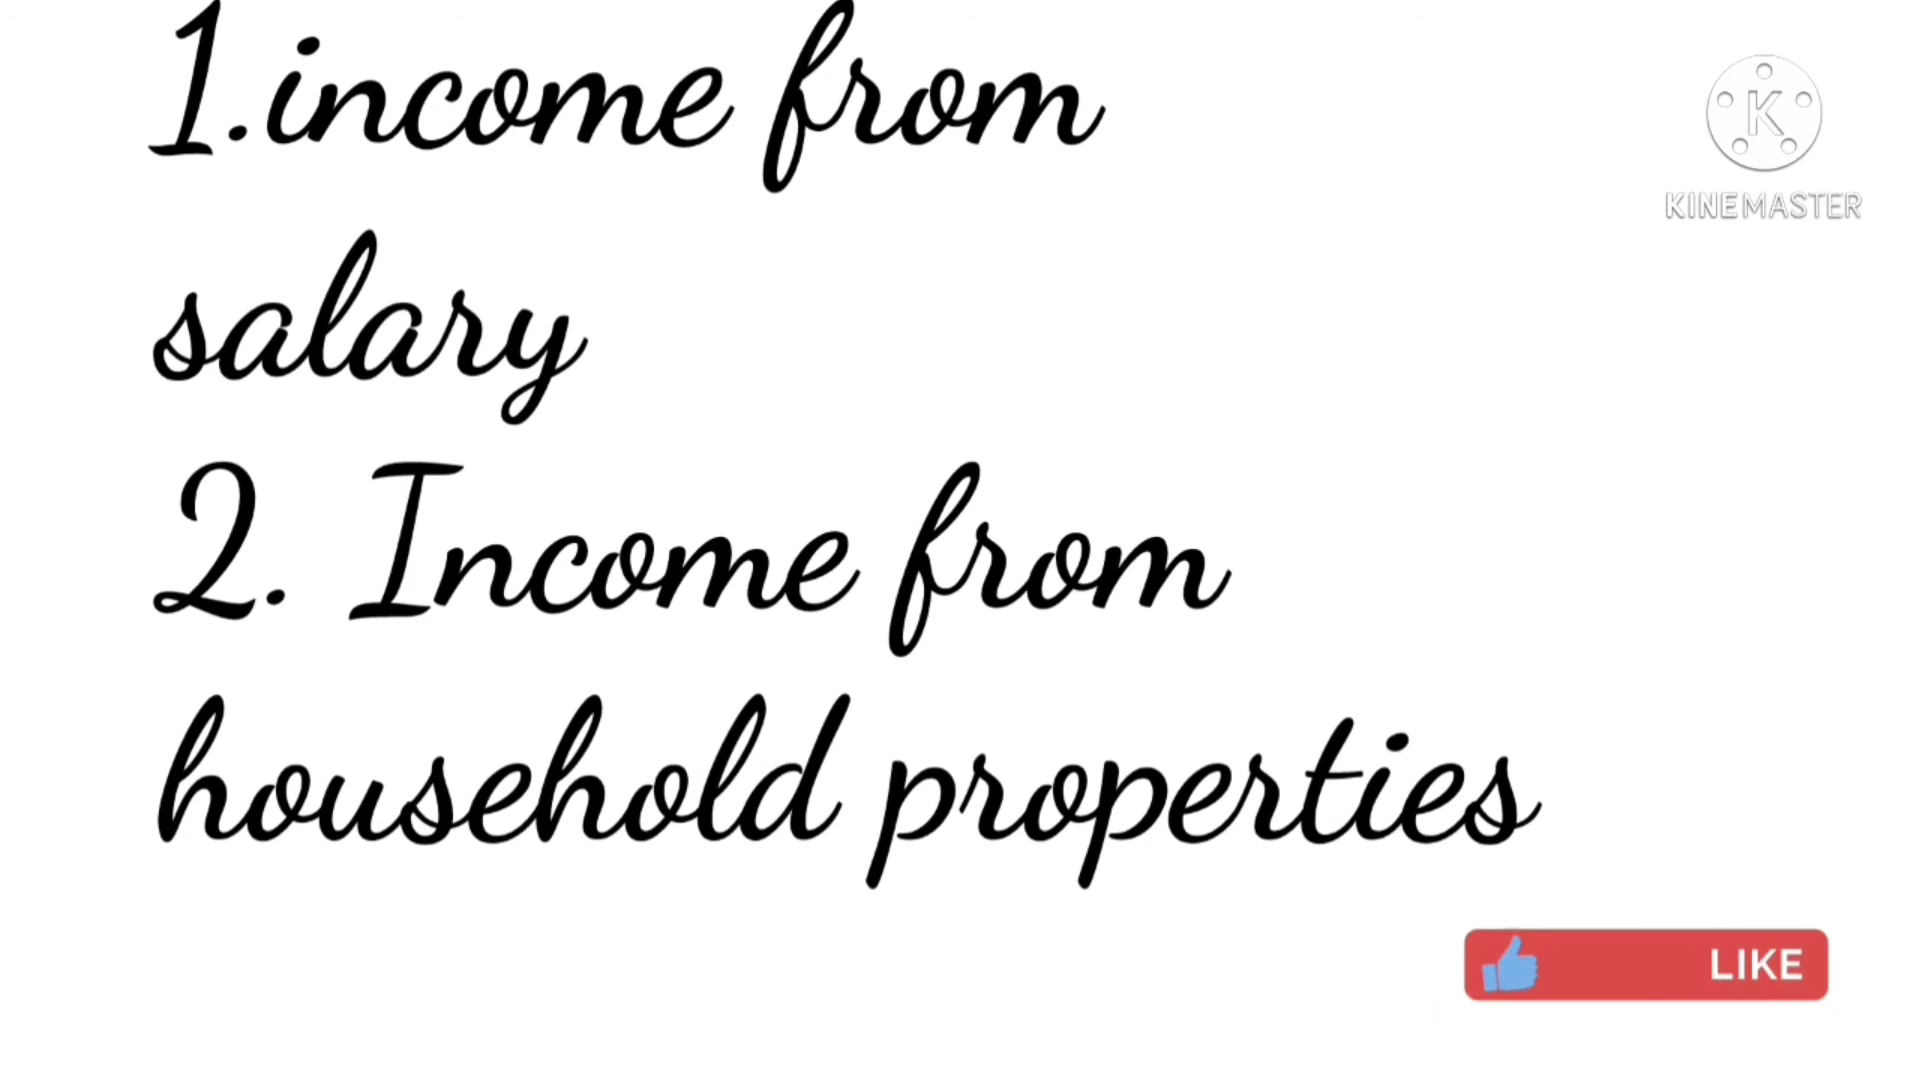 1.income from
salary
2. Income from
household properties
K
KINEMASTER
LIKE